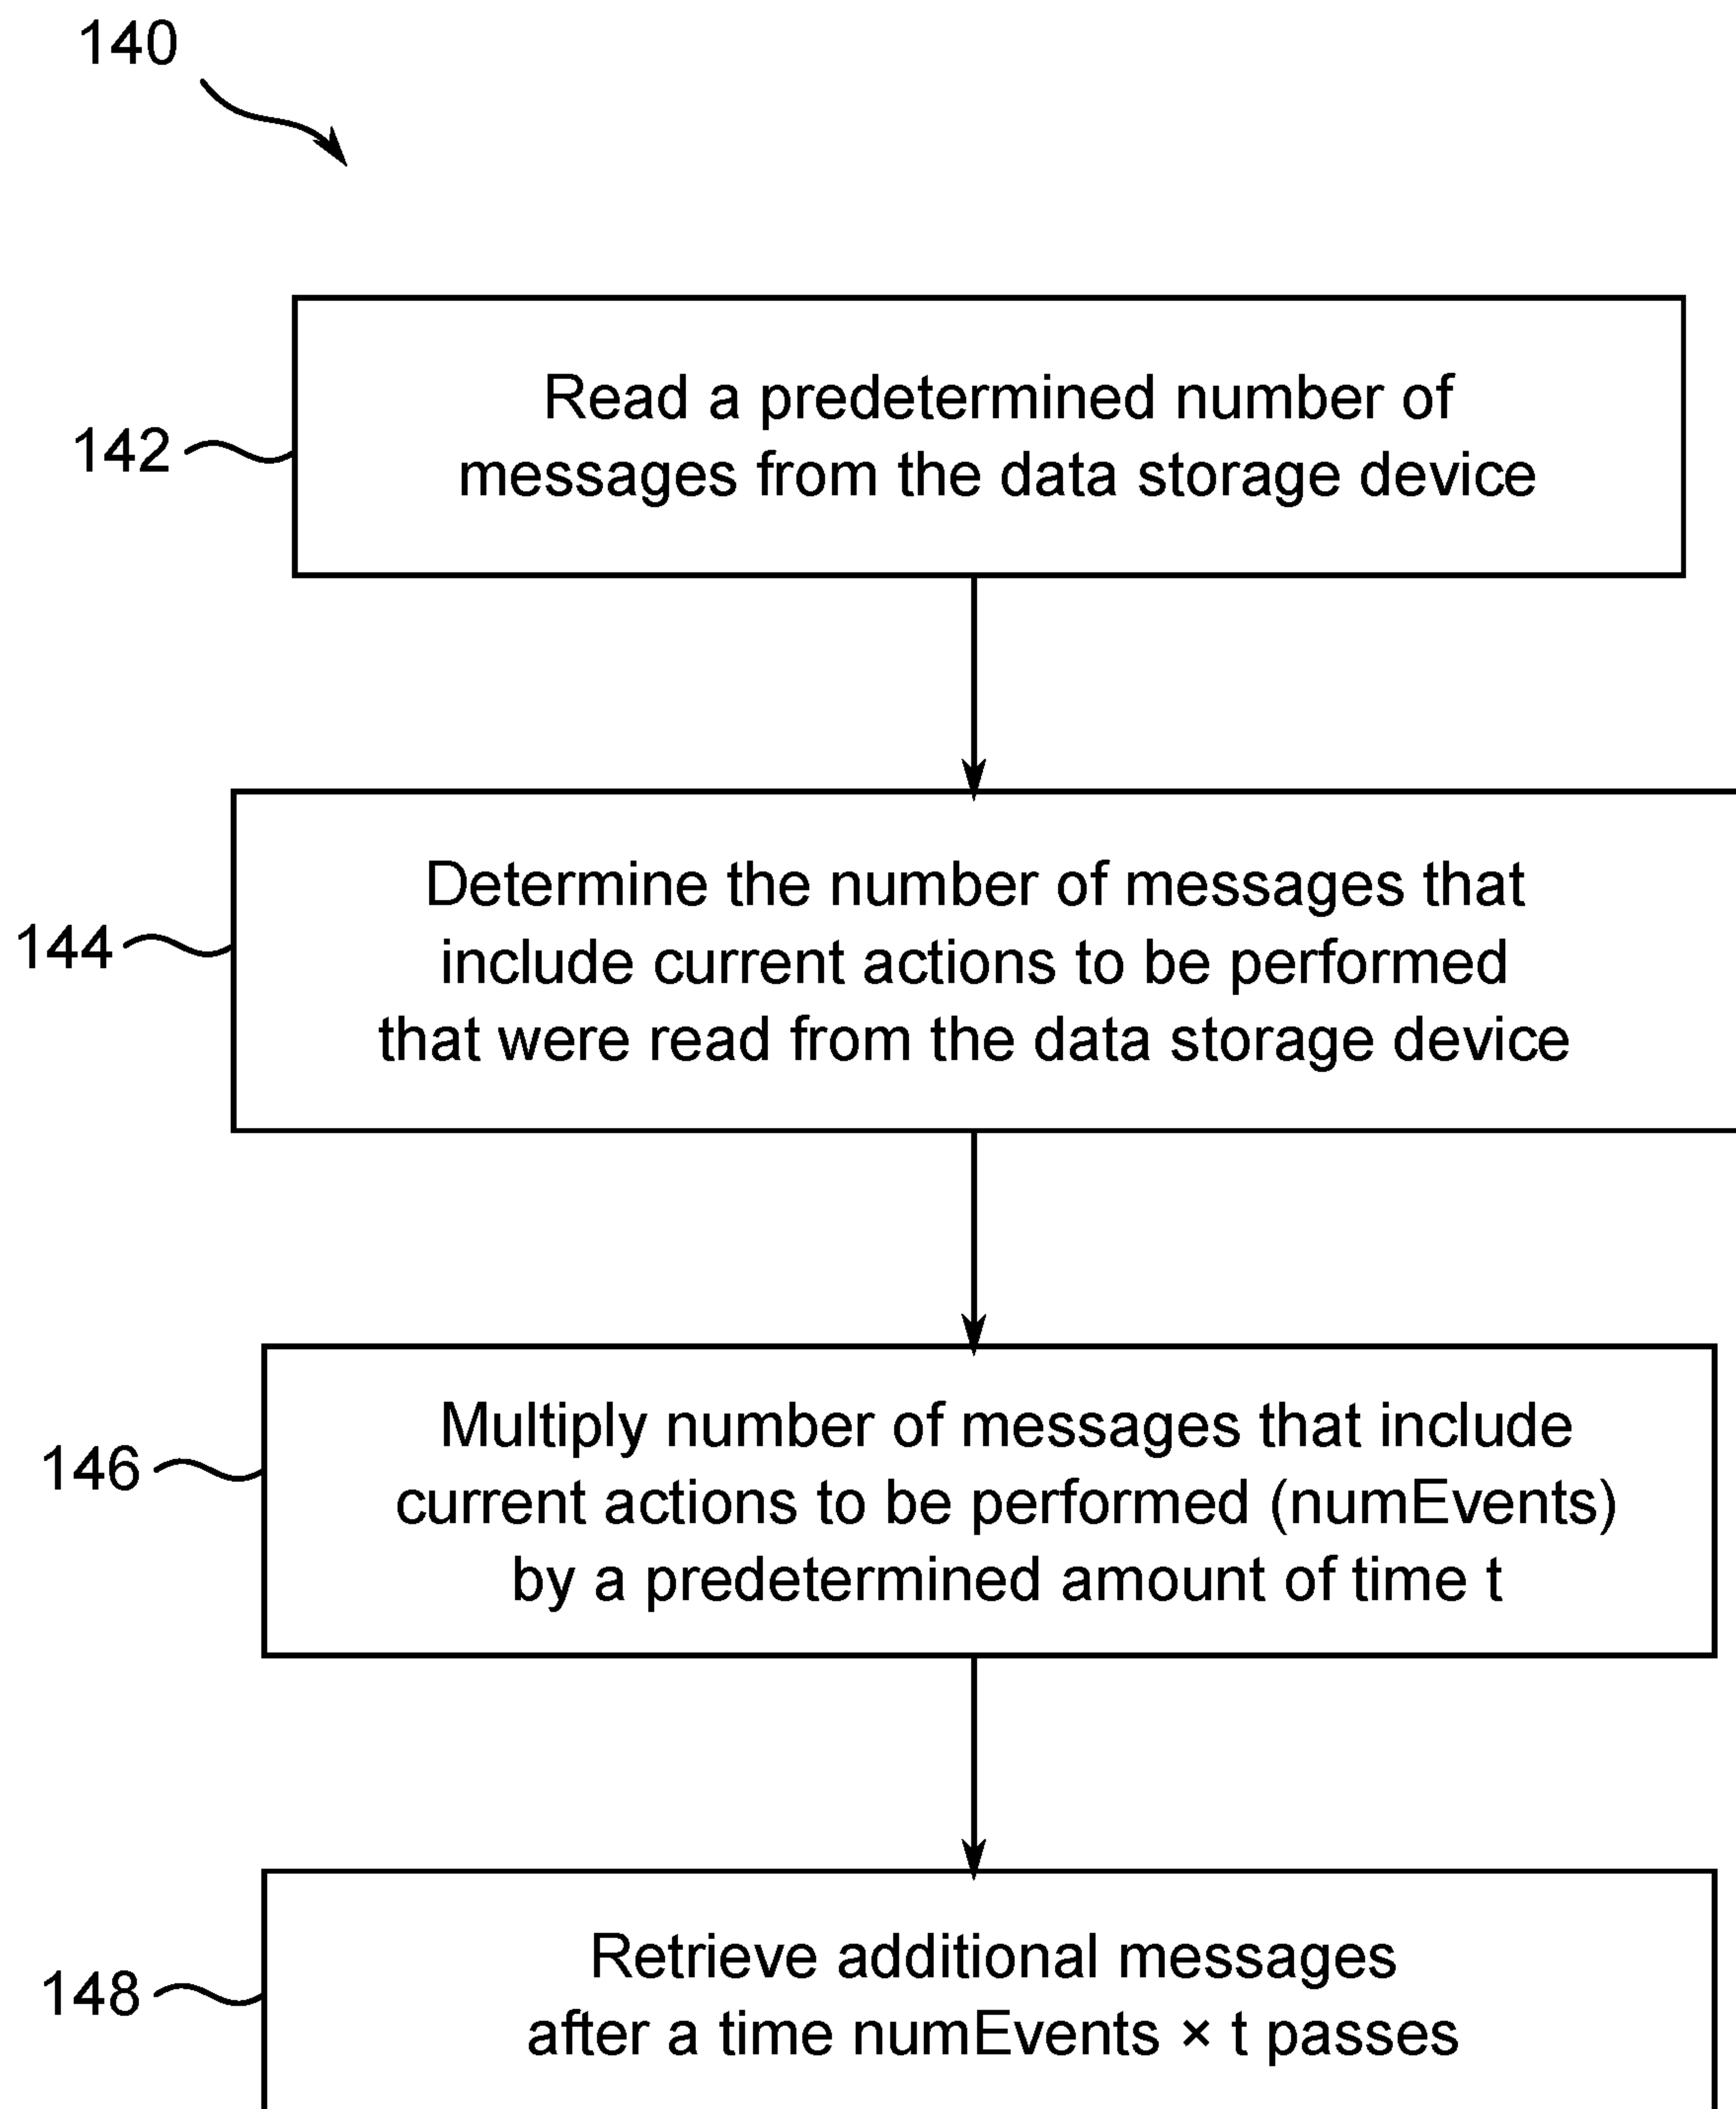 140
Read a predetermined number of
messages from the data storage device
142
Determine the number of messages that
include current actions to be performed
that were read from the data storage device
144
Multiply number of messages that include
current actions to be performed (numEvents)
by a predetermined amount of time t
146
Retrieve additional messages
after a time numEvents × t passes
148